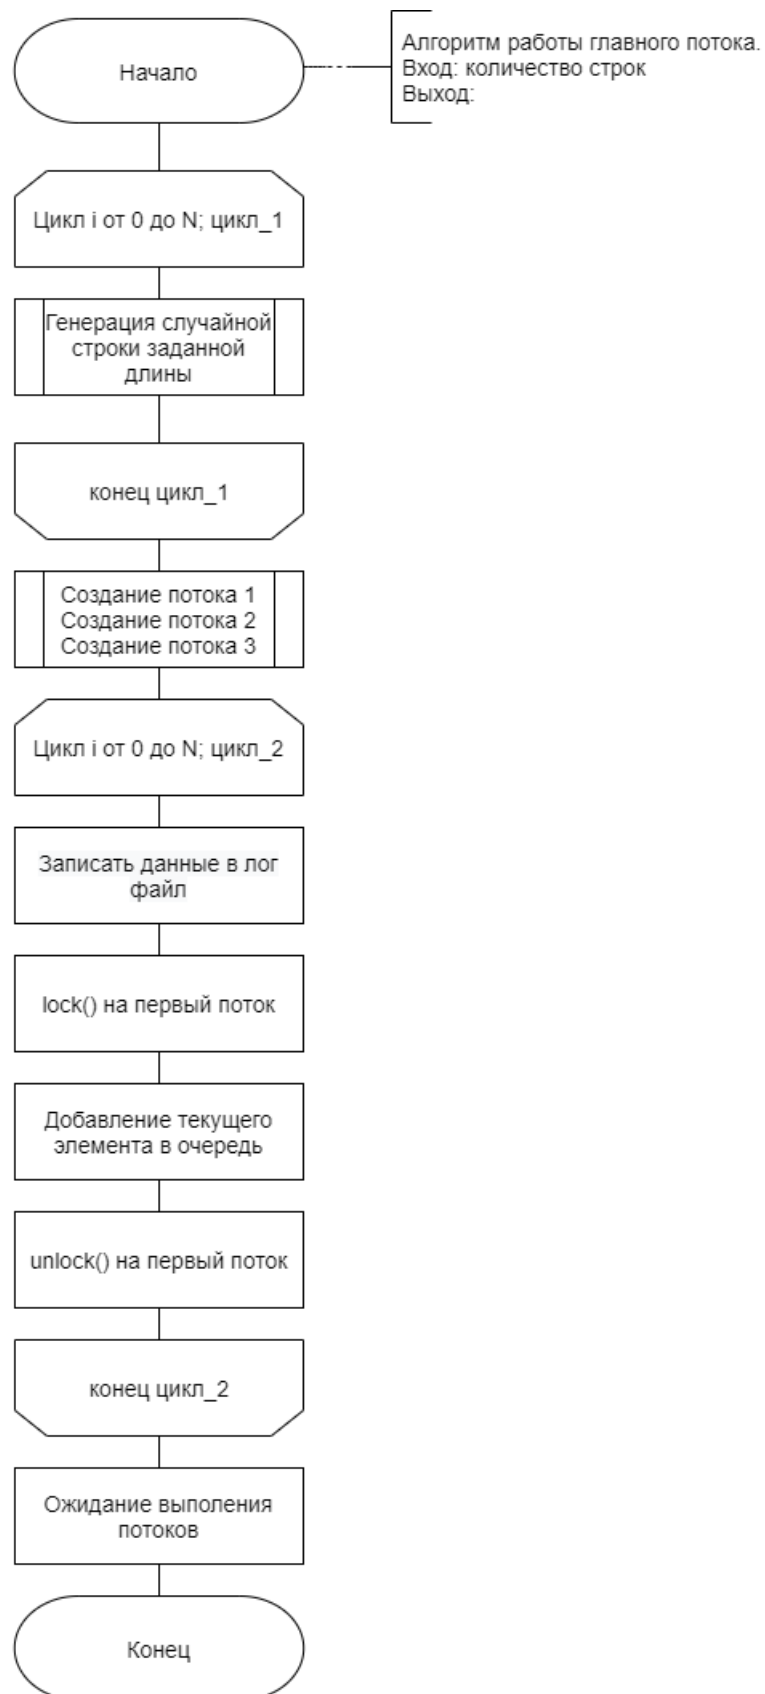 Начало
Алгоритм работы главного потока.
Вход: количество строк
Выход:
Цикл i от 0 до N; цикл_1
Генерация случайной
строки заданной
длины
конец цикл_1
Создание потока 1
Создание потока 2
Создание потока 3
Цикл i от 0 до N; цикл_2
Записать данные в лог
файл
lock() на первый поток
Добавление текущего
элемента в очередь
unlock() на первый поток
конец цикл_2
Ожидание выполения
потоков
Конец